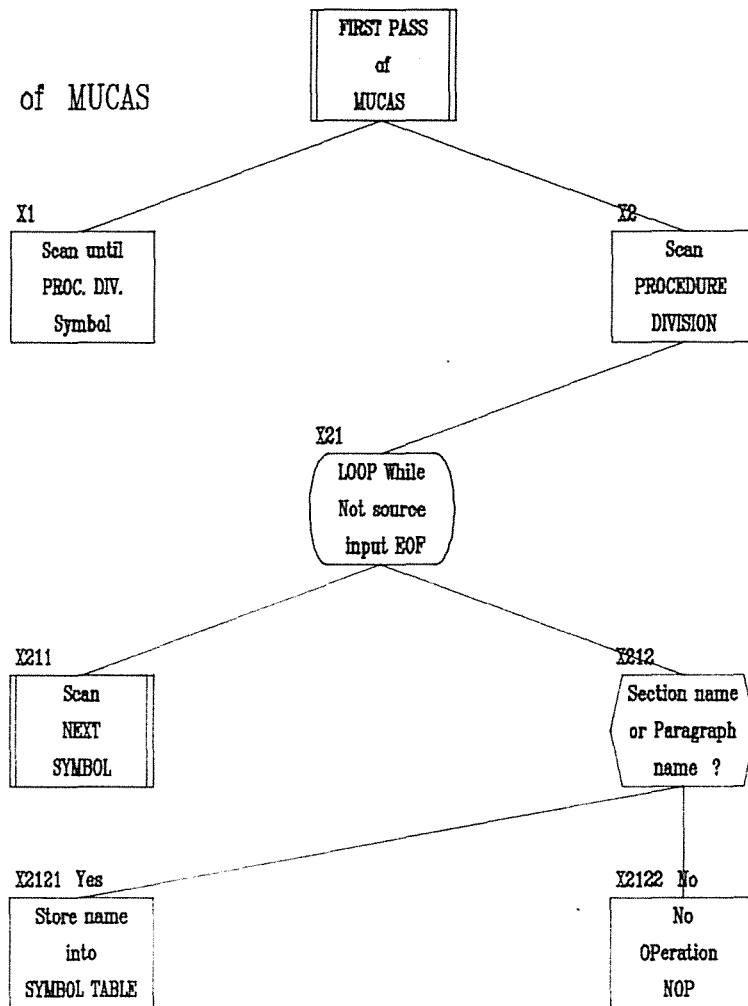 FIRST PASS
of
MUCAS
of MUCAS
X1
Scan until
PROC. DIV.
Symbol
X2
Scan
PROCEDURE
DIVISION
X21
LOOP While
Not source
input EOF
X211
Scan
NEXT
SYMBOL
X212
Section name
or Paragraph
name ?
X2121 Yes
Store name
into
SYMBOL TABLE
X2122 No
No
OPeration
NOP